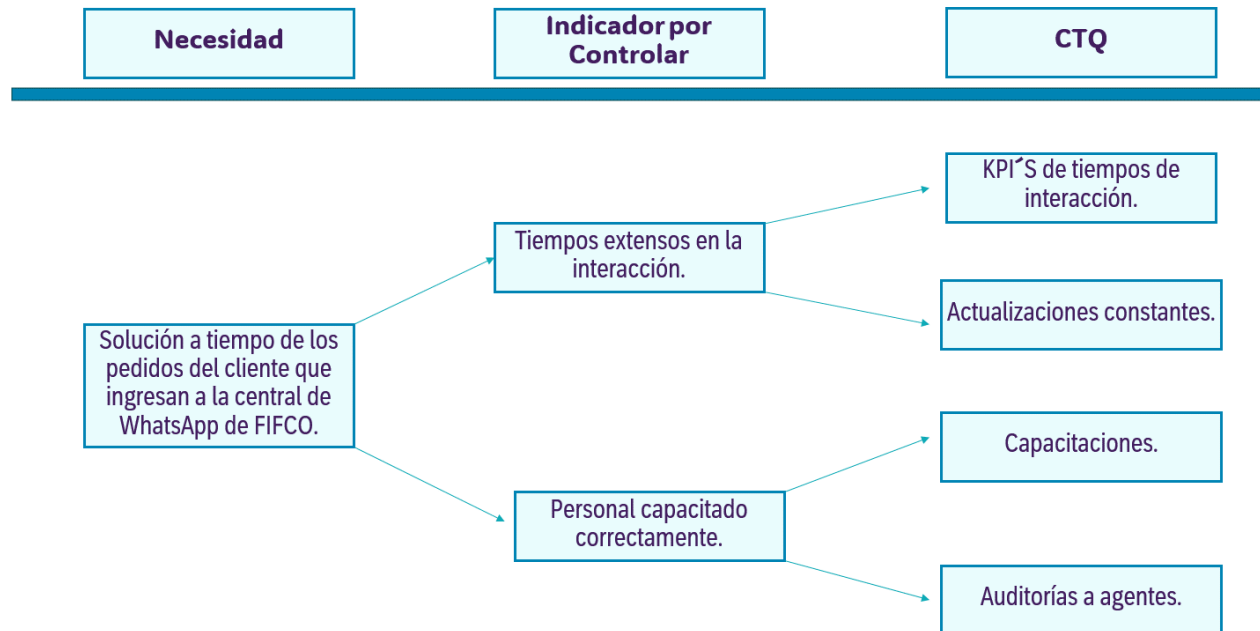 Necesidad
Indicador por
Controlar
CTQ
KPI´S de tiempos de
interacción.
Tiempos extensos en la
interacción.
Actualizaciones constantes.
Solución a tiempo de los
pedidos del cliente que
ingresan a la central de
WhatsApp de FIFCO.
Capacitaciones.
Personal capacitado
correctamente.
Auditorías a agentes.